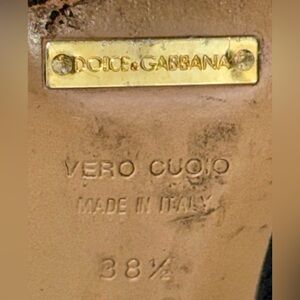 DOLCE&GABBANA
VERO CUOIO
MADE IN ITALY
38½